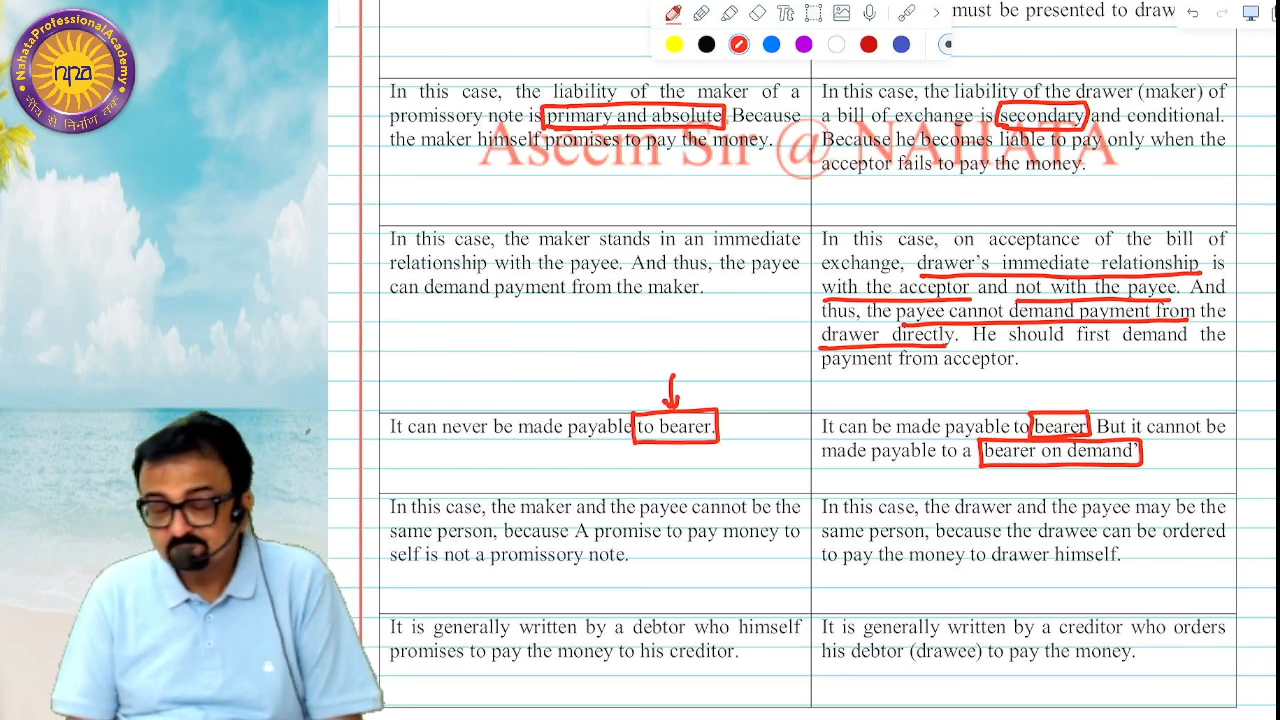 NahataProfessionalAcademy
npa
नींव से निर्माण तक
Tt
must be presented to draw
In this case, the liability of the maker of a
promissory note is primary and absolute. Because
the maker himself promises to pay the money.
In this case, the liability of the drawer (maker) of
a bill of exchange is secondary and conditional.
Because he becomes liable to pay only when the
acceptor fails to pay the money.
Aseem Sir @ NAHATA
In this case, the maker stands in an immediate
relationship with the payee. And thus, the payee
can demand payment from the maker.
In this case, on acceptance of the bill of
exchange, drawer’s immediate relationship is
with the acceptor and not with the payee. And
thus, the payee cannot demand payment from the
drawer directly. He should first demand the
payment from acceptor.
It can never be made payable to bearer.
It can be made payable to bearer. But it cannot be
made payable to a ‘bearer on demand’
In this case, the maker and the payee cannot be the
same person, because A promise to pay money to
self is not a promissory note.
In this case, the drawer and the payee may be the
same person, because the drawee can be ordered
to pay the money to drawer himself.
It is generally written by a debtor who himself
promises to pay the money to his creditor.
It is generally written by a creditor who orders
his debtor (drawee) to pay the money.